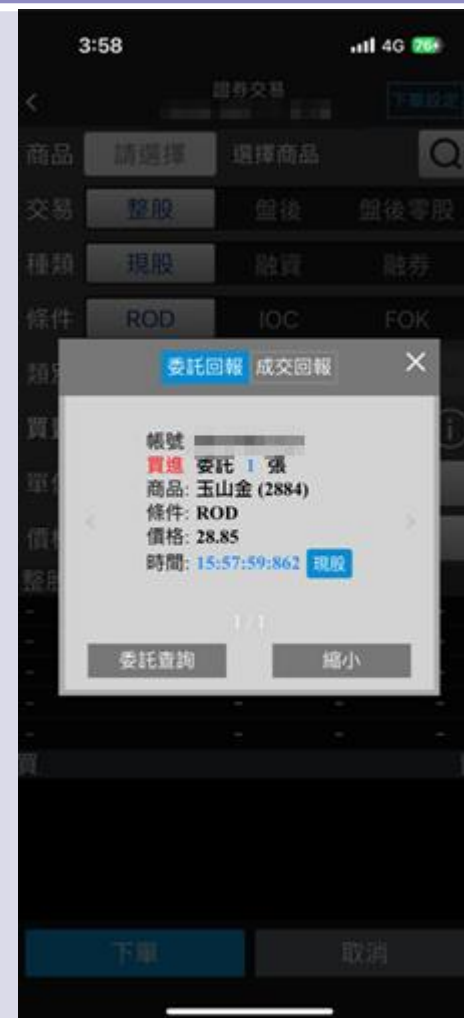 3:58 4G 76
證券交易
下單設定
商品 請選擇 選擇商品
交易 整股 盤後 盤後零股
種類 現股 融資 融券
條件 ROD IOC FOK
委託回報 成交回報
帳號
買進 委託 1 張
商品: 玉山金 (2884)
條件: ROD
價格: 28.85
時間: 15:57:59:862 現股
1 / 1
委託查詢 縮小
買
下單 取消